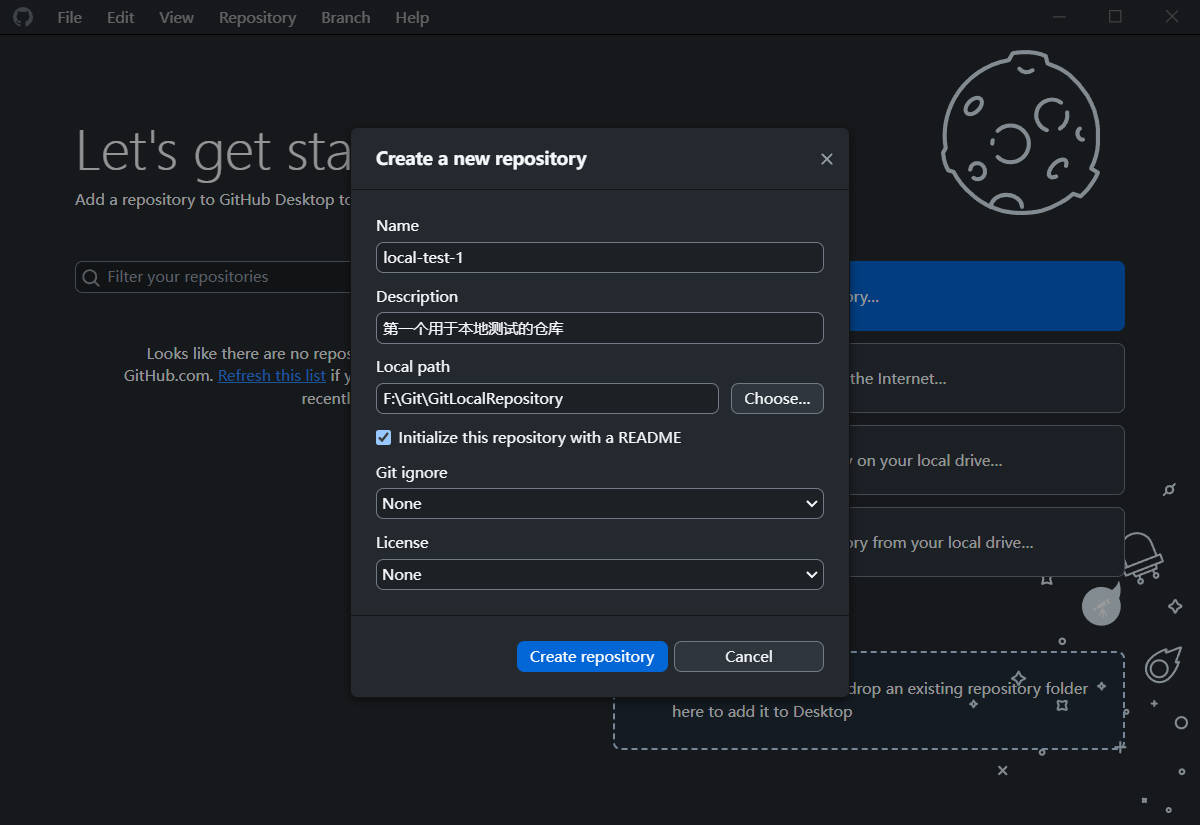 File Edit View Repository Branch Help
Let's get sta
Add a repository to GitHub Desktop to
Filter your repositories
Looks like there are no repos
GitHub.com. Refresh this list if y
recentl
Create a new repository
Name
local-test-1
Description
第一个用于本地测试的仓库
Local path
F:\Git\GitLocalRepository
Choose...
Initialize this repository with a README
Git ignore
None
License
None
Create repository
Cancel
ory...
the Internet...
on your local drive...
ory from your local drive...
drop an existing repository folder
here to add it to Desktop